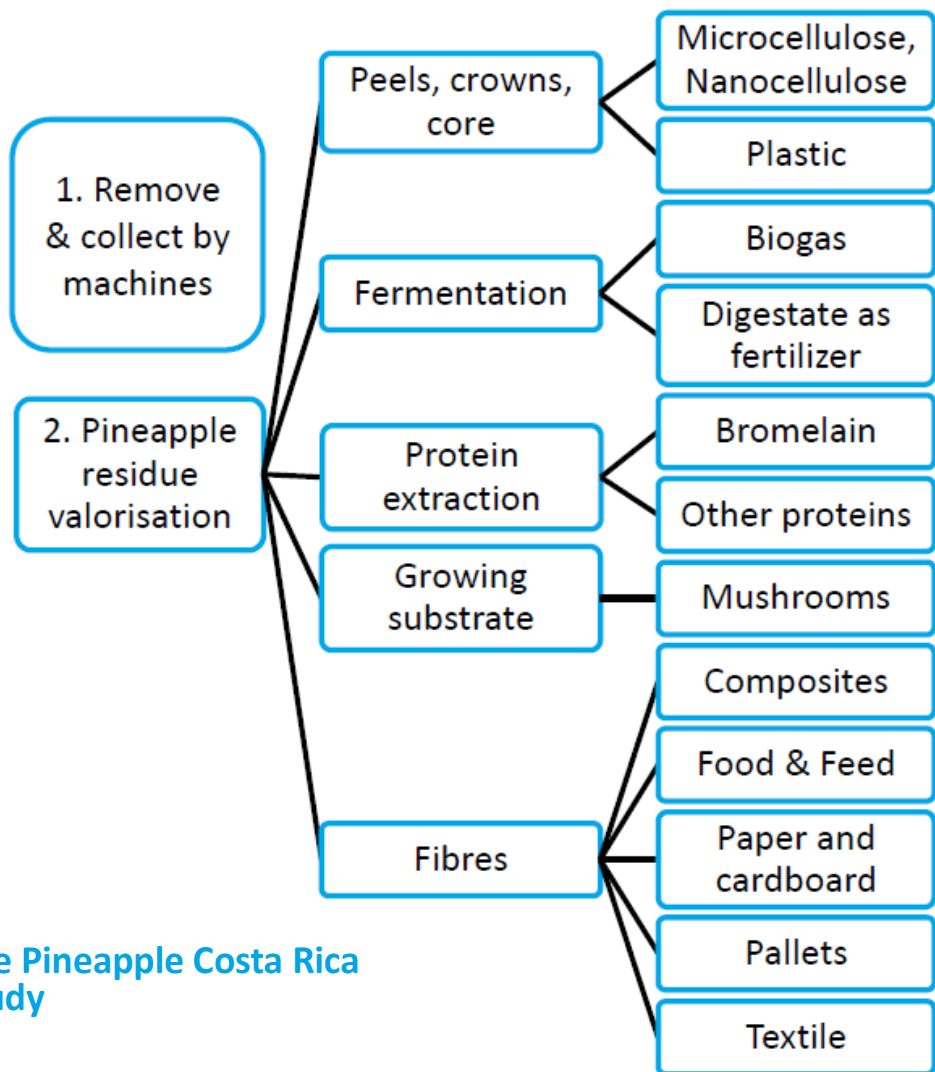 1. Remove
& collect by
machines
2. Pineapple
residue
valorisation
Peels, crowns,
core
Microcellulose,
Nanocellulose
Plastic
Fermentation
Biogas
Digestate as
fertilizer
Protein
extraction
Bromelain
Other proteins
Growing
substrate
Mushrooms
Fibres
Composites
Food & Feed
Paper and
cardboard
Pallets
Textile
Pineapple Costa Rica